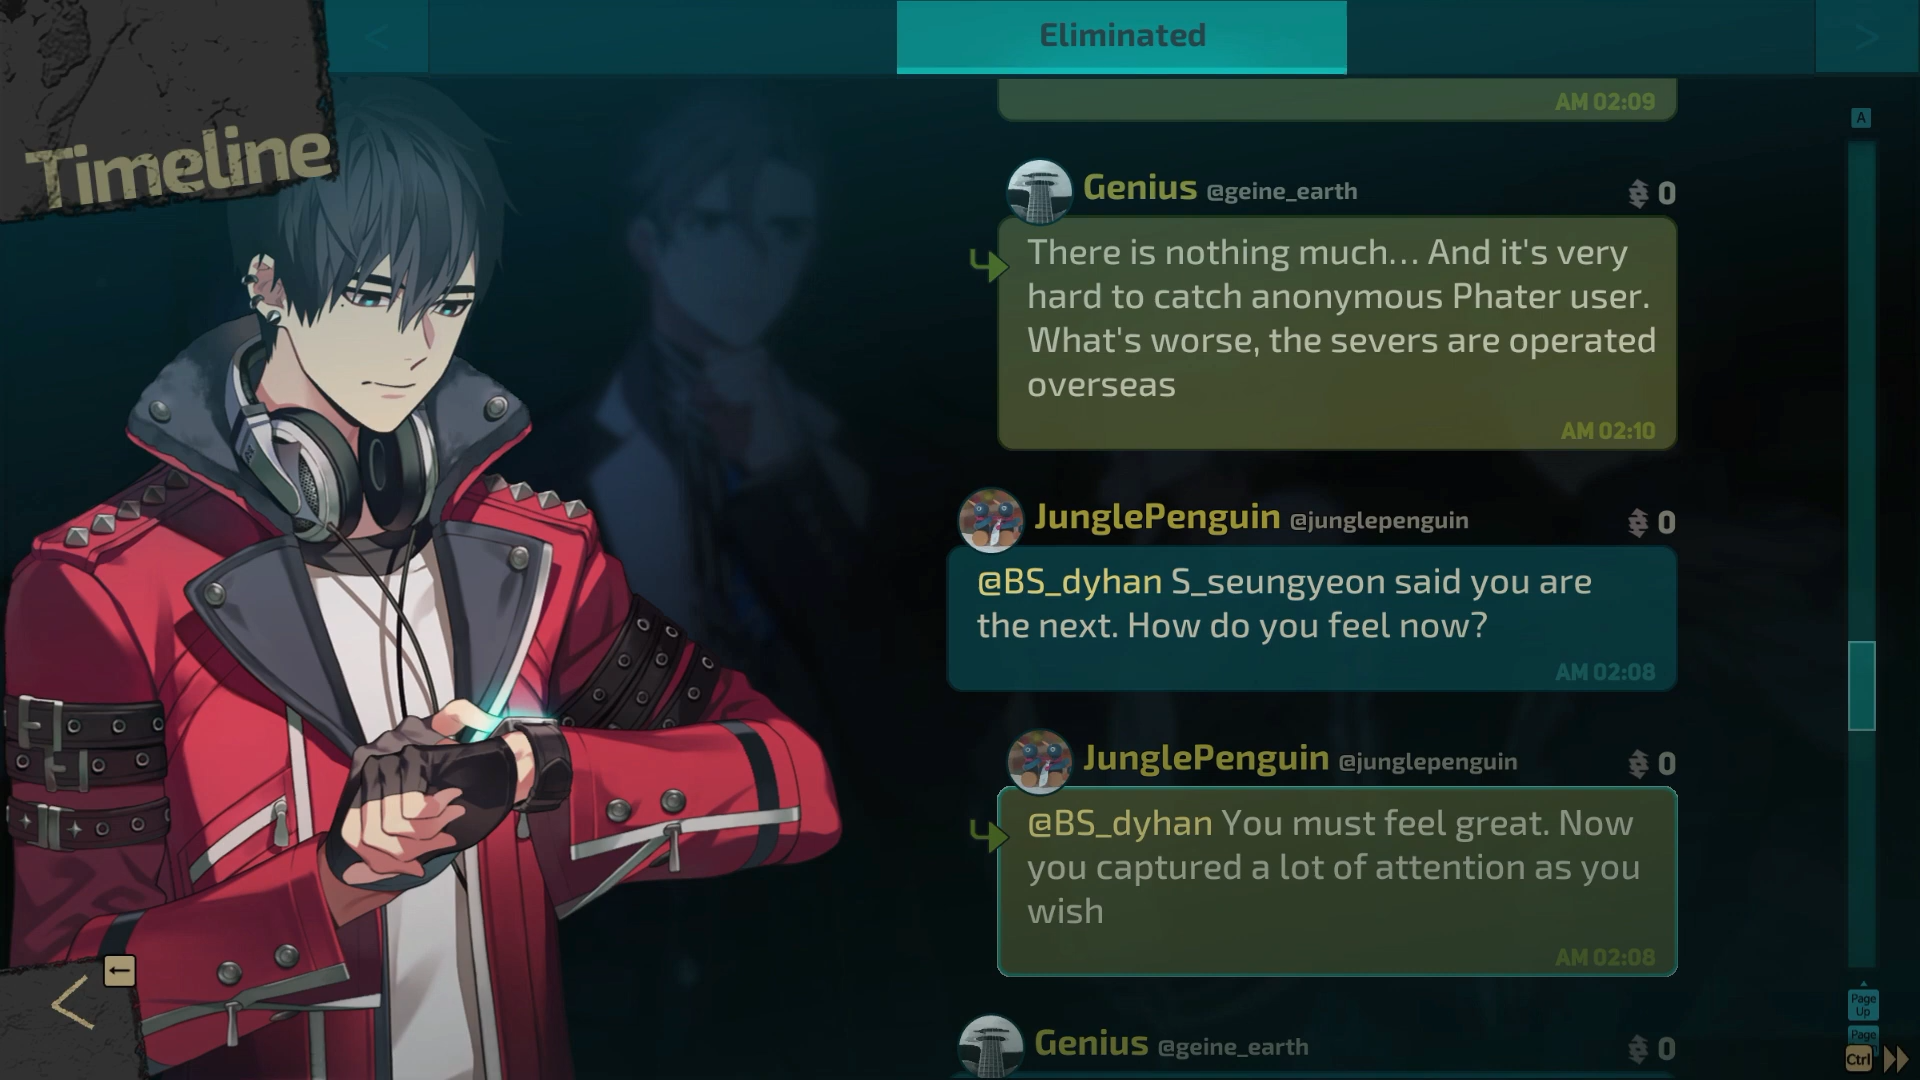 Eliminated
Timeline
AM 02:09
A
Genius @geine_earth 0
There is nothing much... And it's very
hard to catch anonymous Phater user.
What's worse, the severs are operated
overseas
AM 02:10
JunglePenguin @junglepenguin 0
@BS_dyhan S_seungyeon said you are
the next. How do you feel now?
AM 02:08
JunglePenguin @junglepenguin 0
@BS_dyhan You must feel great. Now
you captured a lot of attention as you
wish
AM 02:08
Genius @geine_earth 0
Page
Up
Page
Ctrl